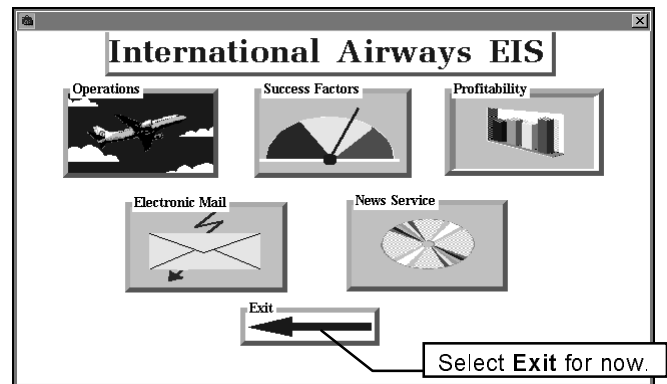 International Airways EIS
Operations
Success Factors
Profitability
Electronic Mail
News Service
Exit
Select Exit for now.